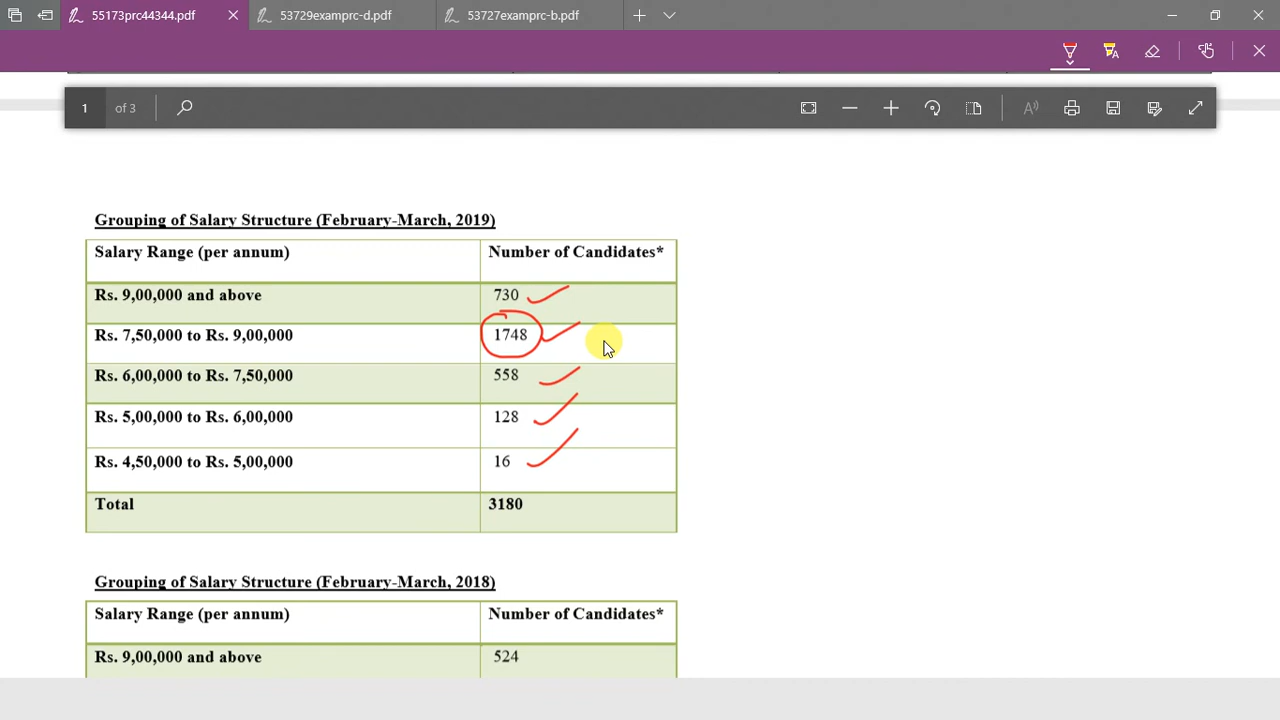 55173prc44344.pdf
53729examprc-d.pdf
53727examprc-b.pdf
1 of 3
Grouping of Salary Structure (February-March, 2019)
Salary Range (per annum) Number of Candidates*
Rs. 9,00,000 and above 730
Rs. 7,50,000 to Rs. 9,00,000 1748
Rs. 6,00,000 to Rs. 7,50,000 558
Rs. 5,00,000 to Rs. 6,00,000 128
Rs. 4,50,000 to Rs. 5,00,000 16
Total 3180
Grouping of Salary Structure (February-March, 2018)
Salary Range (per annum) Number of Candidates*
Rs. 9,00,000 and above 524